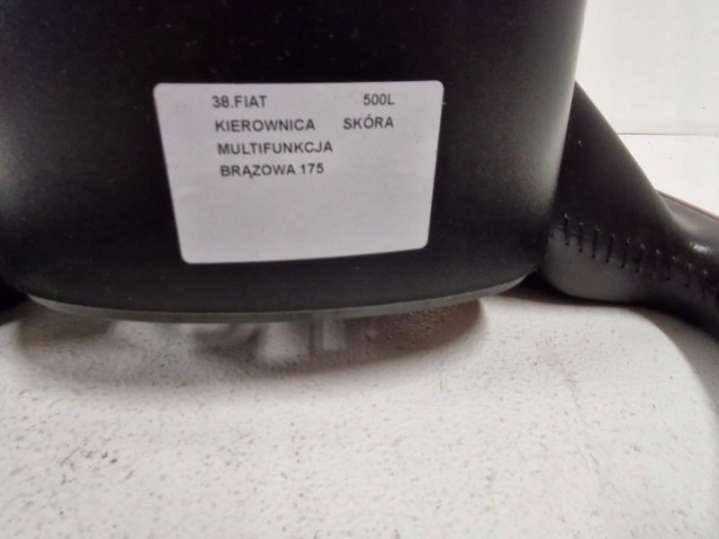 38.FIAT 500L
KIEROWNICA SKÓRA
MULTIFUNKCJA
BRĄZOWA 175